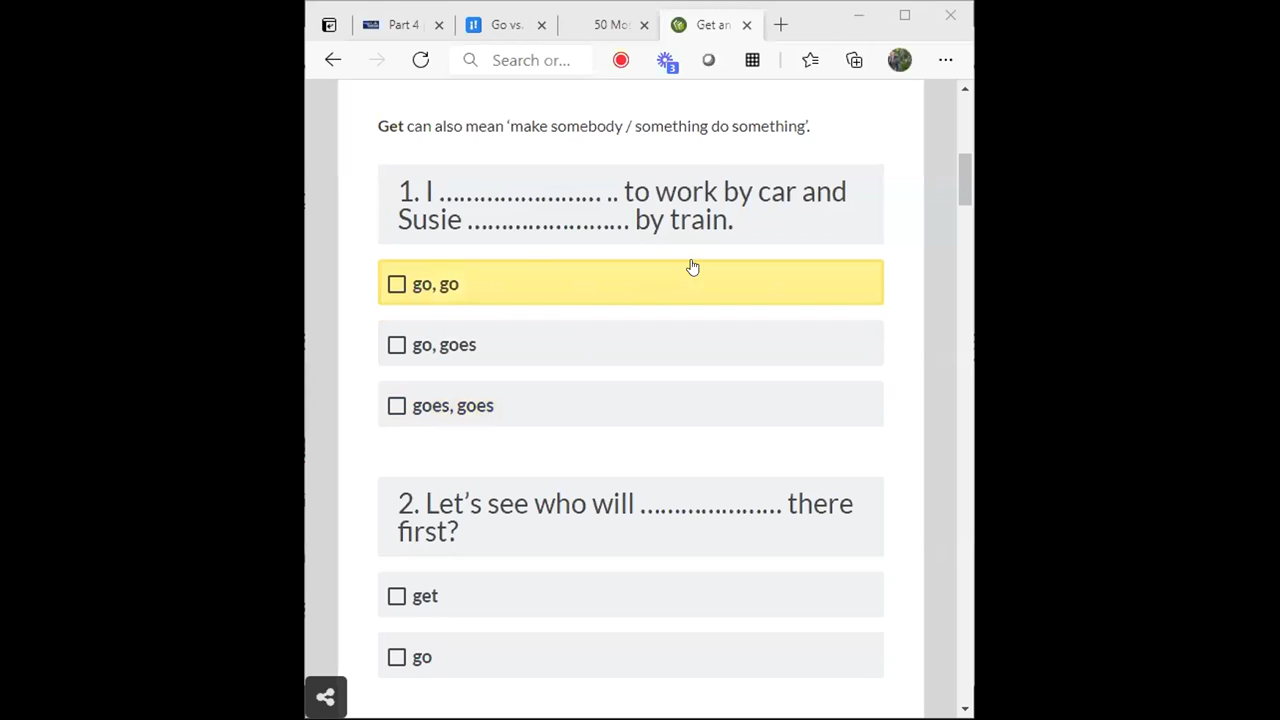 Part 4
Go vs.
50 Mo
Get an
Search or...
3
Get can also mean ‘make somebody / something do something’.
1. I ........................ .. to work by car and
Susie ........................ by train.
go, go
go, goes
goes, goes
2. Let’s see who will ..................... there
first?
get
go